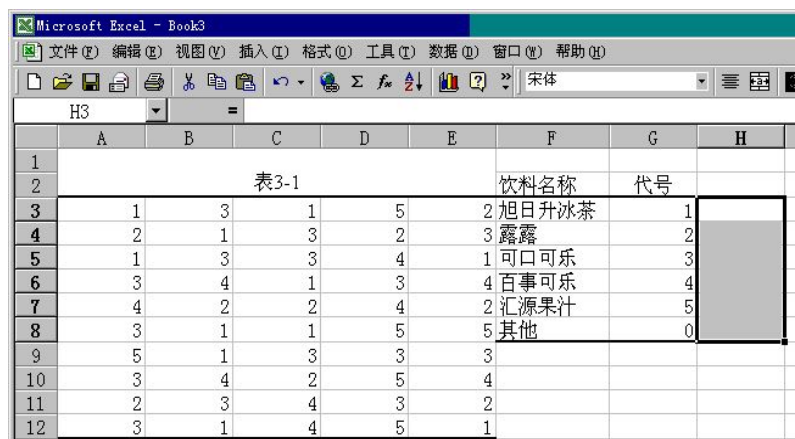 Microsoft Excel - Book3
文件(F) 编辑(E) 视图(V) 插入(I) 格式(O) 工具(T) 数据(D) 窗口(W) 帮助(H)
宋体
H3 =
A B C D E F G H
1
2 表3-1 饮料名称 代号
3 1 3 1 5 2 旭日升冰茶 1
4 2 1 3 2 3 露露 2
5 1 3 3 4 1 可口可乐 3
6 3 4 1 3 4 百事可乐 4
7 4 2 2 4 2 汇源果汁 5
8 3 1 1 5 5 其他 0
9 5 1 3 3 3
10 3 4 2 5 4
11 2 3 4 3 2
12 3 1 4 5 1